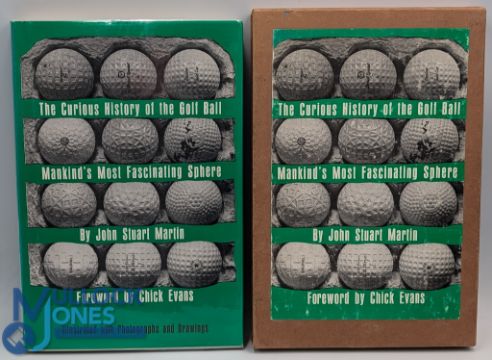 The Curious History of the Golf Ball
Mankind's Most Fascinating Sphere
By John Stuart Martin
Foreword by Chick Evans
Illustrated with Photographs and Drawings
The Curious History of the Golf Ball
Mankind's Most Fascinating Sphere
By John Stuart Martin
Foreword by Chick Evans
JONES